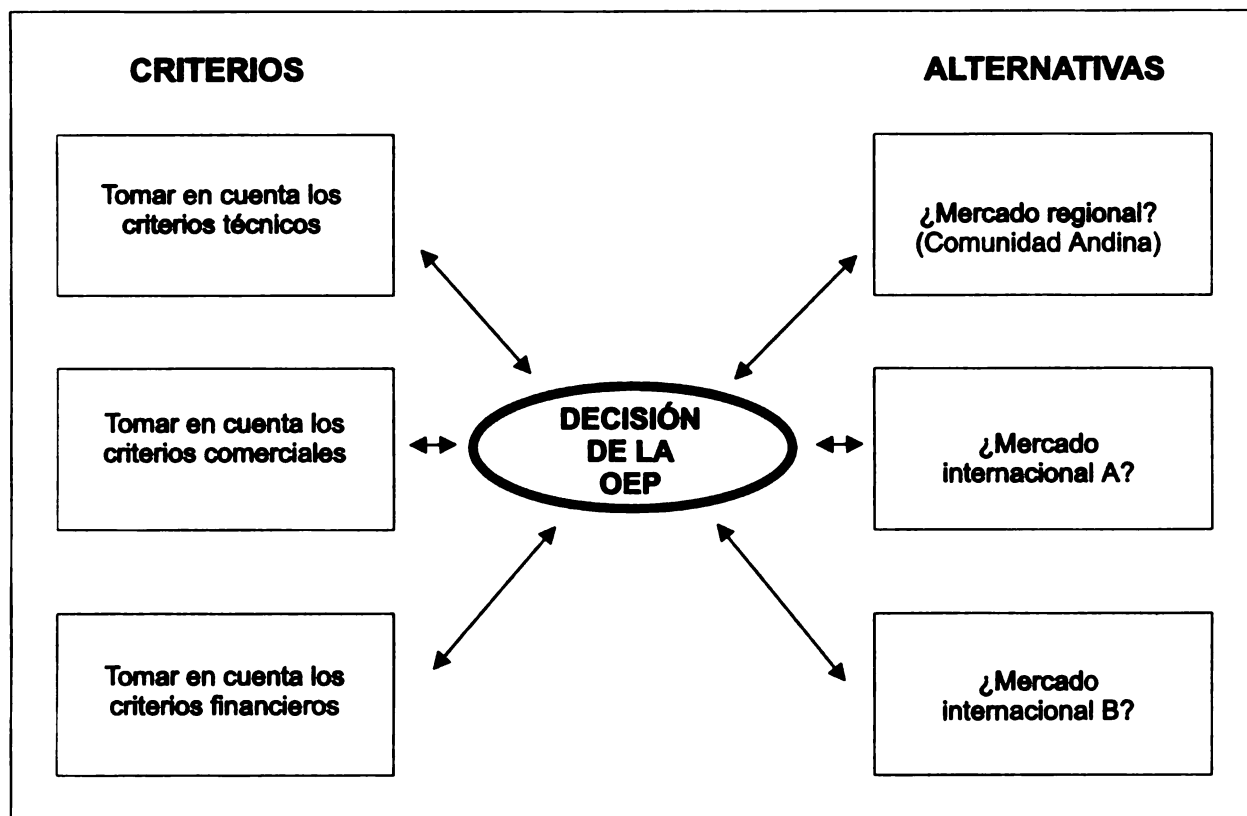 CRITERIOS
ALTERNATIVAS
Tomar en cuenta los
criterios técnicos
¿Mercado regional?
(Comunidad Andina)
Tomar en cuenta los
criterios comerciales
DECISIÓN
DE LA
OEP
¿Mercado
internacional A?
Tomar en cuenta los
criterios financieros
¿Mercado
internacional B?